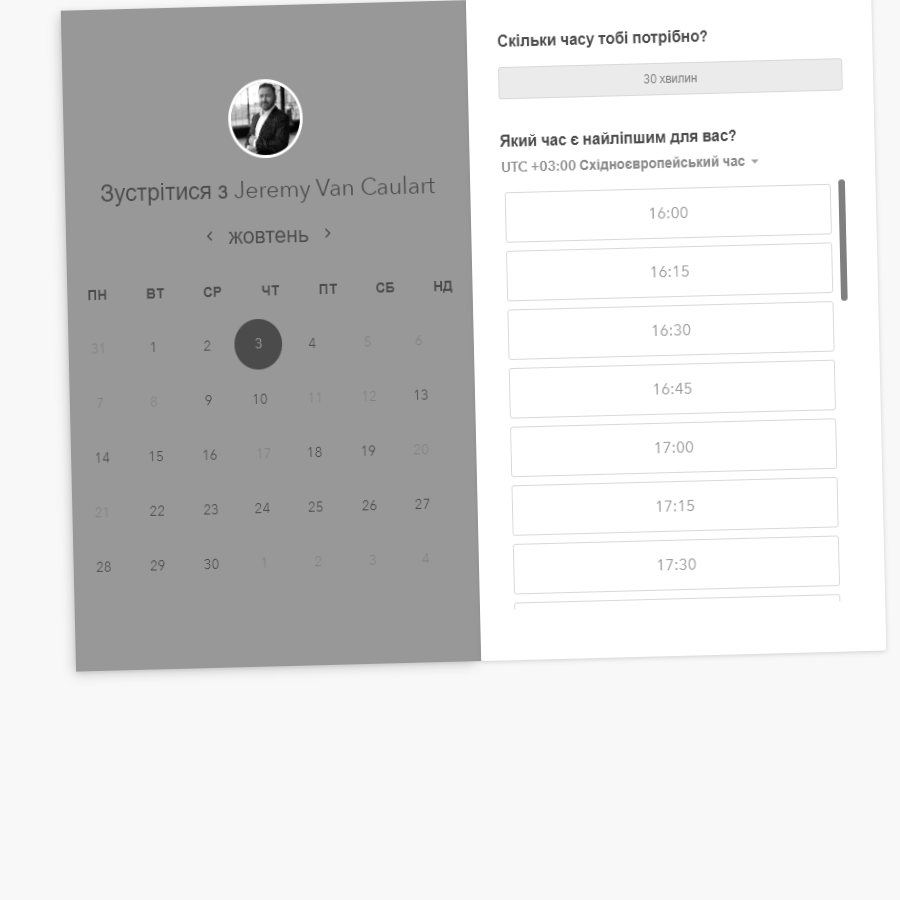 Зустрітися з Jeremy Van Caulart
‹ жовтень ›
ПН ВТ СР ЧТ ПТ СБ НД
31 1 2 3 4 5 6
7 8 9 10 11 12 13
14 15 16 17 18 19 20
21 22 23 24 25 26 27
28 29 30 1 2 3 4
Скільки часу тобі потрібно?
30 хвилин
Який час є найліпшим для вас?
UTC +03:00 Східноєвропейський час
16:00
16:15
16:30
16:45
17:00
17:15
17:30